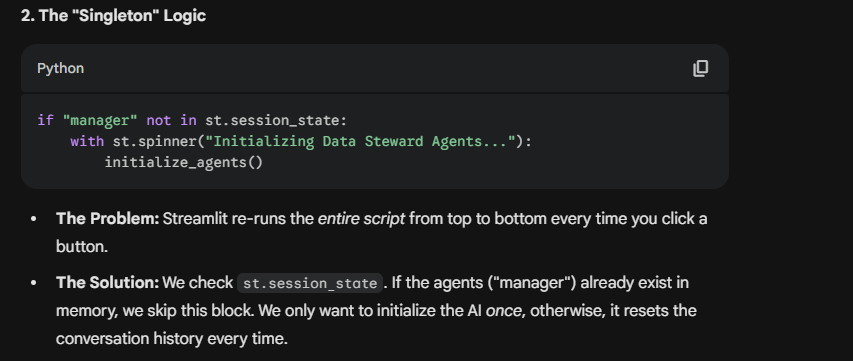 2. The "Singleton" Logic
Python
if "manager" not in st.session_state:
    with st.spinner("Initializing Data Steward Agents..."):
        initialize_agents()
• The Problem: Streamlit re-runs the entire script from top to bottom every time you click a
button.
• The Solution: We check st.session_state. If the agents ("manager") already exist in
memory, we skip this block. We only want to initialize the AI once, otherwise, it resets the
conversation history every time.